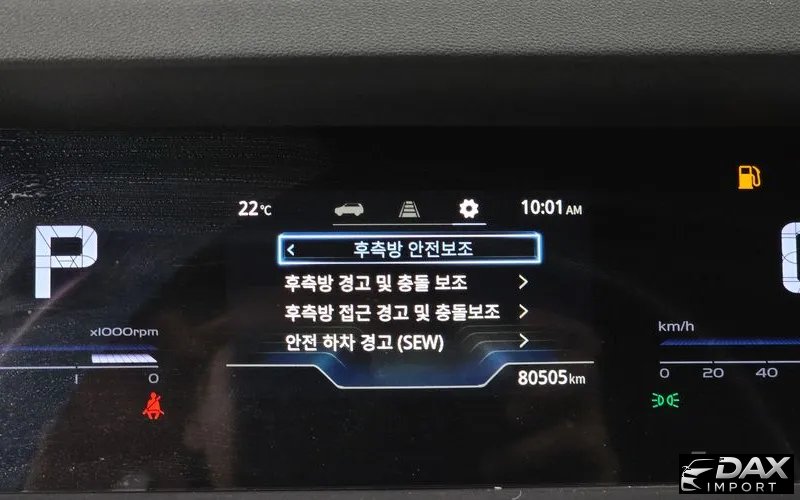 22°C
10:01 AM
후측방 안전보조
P
후측방 경고 및 충돌 보조
후측방 접근 경고 및 충돌보조
안전 하차 경고 (SEW)
x1000rpm
km/h
1 0
0 20 40
80505 km
DAX
IMPORT